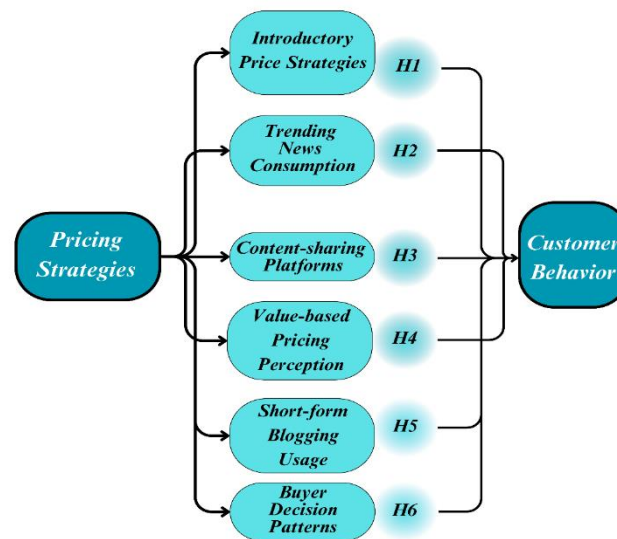 Introductory
Price Strategies
H1
Trending
News
Consumption
H2
Pricing
Strategies
Content-sharing
Platforms
H3
Customer
Behavior
Value-based
Pricing
Perception
H4
Short-form
Blogging
Usage
H5
Buyer
Decision
Patterns
H6